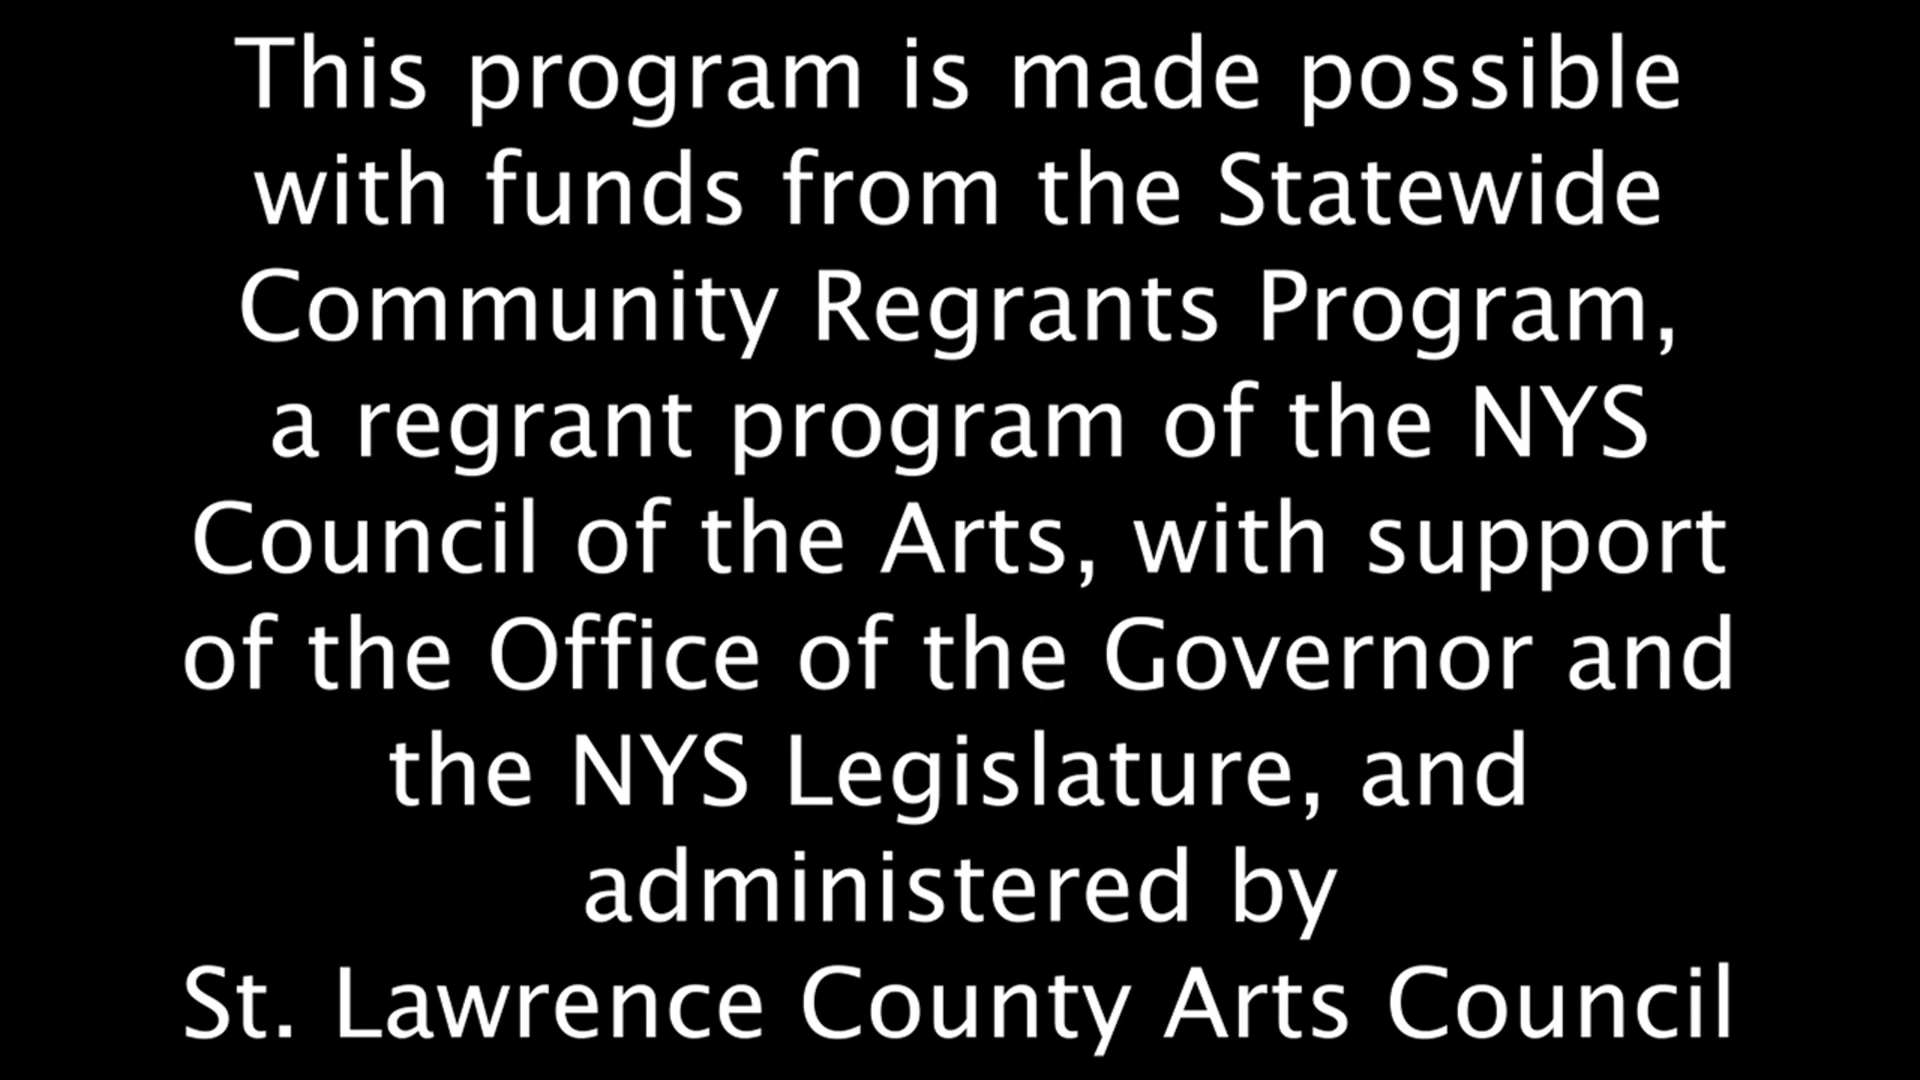 This program is made possible
with funds from the Statewide
Community Regrants Program,
a regrant program of the NYS
Council of the Arts, with support
of the Office of the Governor and
the NYS Legislature, and
administered by
St. Lawrence County Arts Council